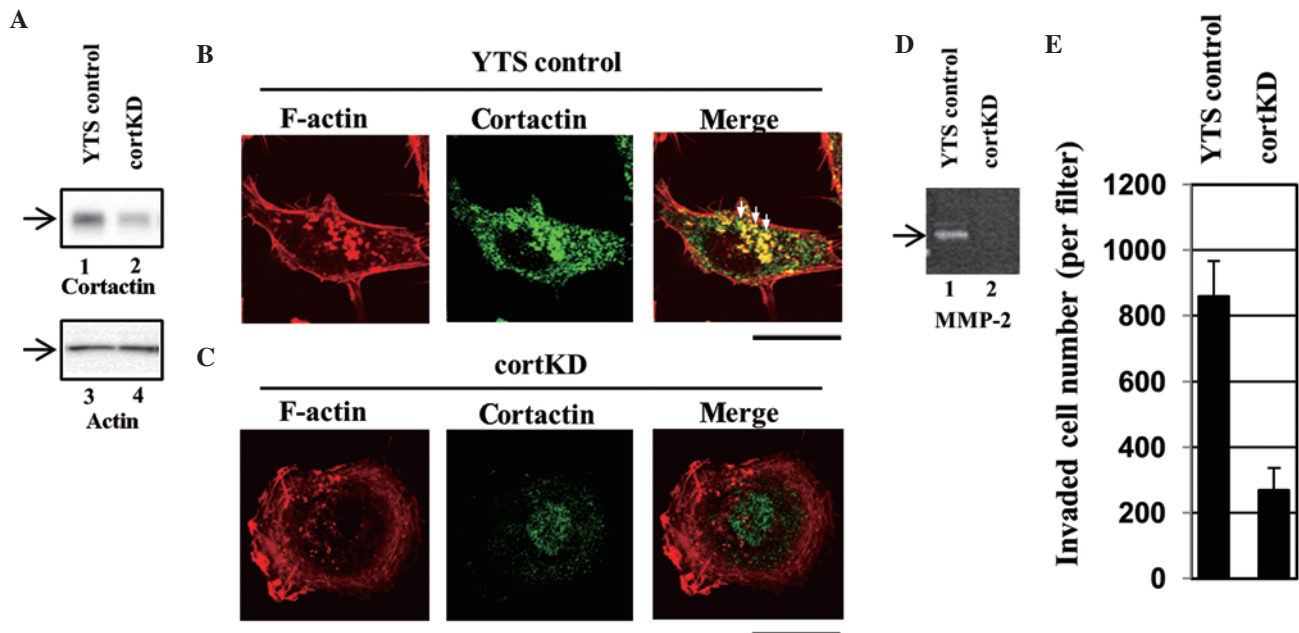 A
YTS control
cortKD
1 2
Cortactin
3 4
Actin
B
YTS control
F-actin Cortactin Merge
C
cortKD
F-actin Cortactin Merge
D
YTS control
cortKD
1 2
MMP-2
E
YTS control
cortKD
Invaded cell number (per filter)
1200
1000
800
600
400
200
0